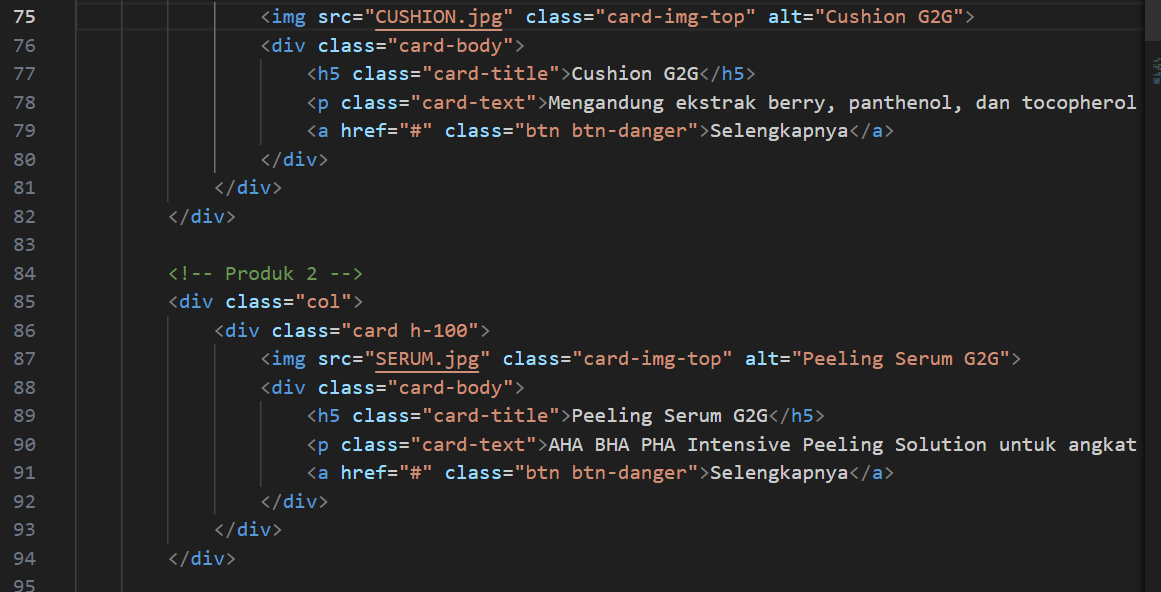 75 <img src="CUSHION.jpg" class="card-img-top" alt="Cushion G2G">
76 <div class="card-body">
77 <h5 class="card-title">Cushion G2G</h5>
78 <p class="card-text">Mengandung ekstrak berry, panthenol, dan tocopherol
79 <a href="#" class="btn btn-danger">Selengkapnya</a>
80 </div>
81 </div>
82 </div>
83
84 <!-- Produk 2 -->
85 <div class="col">
86 <div class="card h-100">
87 <img src="SERUM.jpg" class="card-img-top" alt="Peeling Serum G2G">
88 <div class="card-body">
89 <h5 class="card-title">Peeling Serum G2G</h5>
90 <p class="card-text">AHA BHA PHA Intensive Peeling Solution untuk angkat
91 <a href="#" class="btn btn-danger">Selengkapnya</a>
92 </div>
93 </div>
94 </div>
95